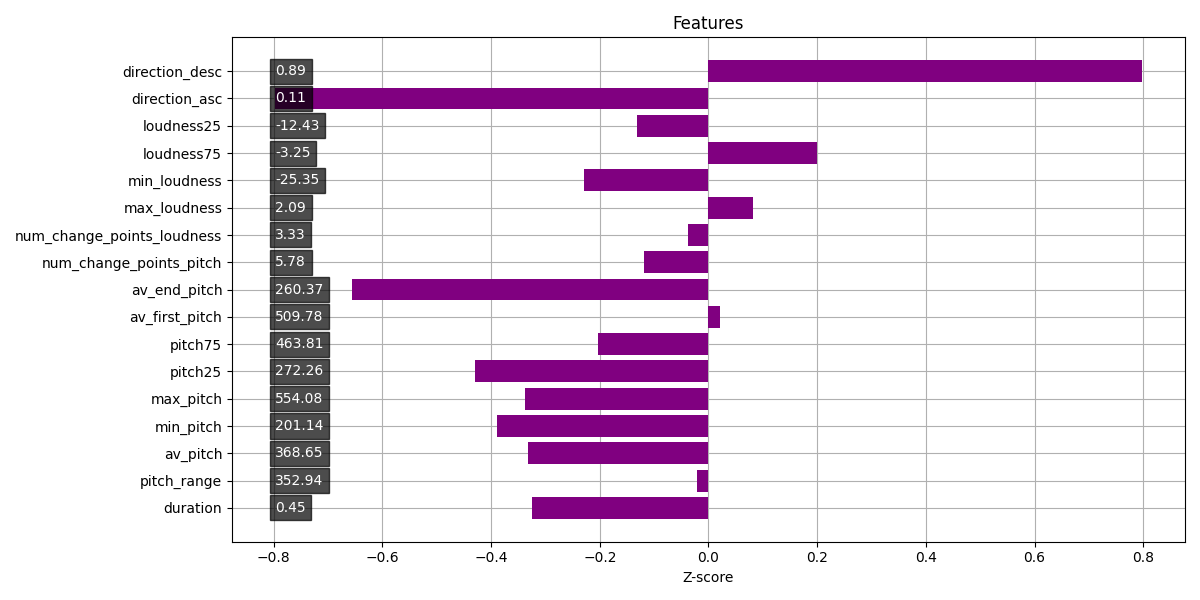 Features
direction_desc 0.89
direction_asc 0.11
loudness25 -12.43
loudness75 -3.25
min_loudness -25.35
max_loudness 2.09
num_change_points_loudness 3.33
num_change_points_pitch 5.78
av_end_pitch 260.37
av_first_pitch 509.78
pitch75 463.81
pitch25 272.26
max_pitch 554.08
min_pitch 201.14
av_pitch 368.65
pitch_range 352.94
duration 0.45
−0.8 −0.6 −0.4 −0.2 0.0 0.2 0.4 0.6 0.8
Z-score